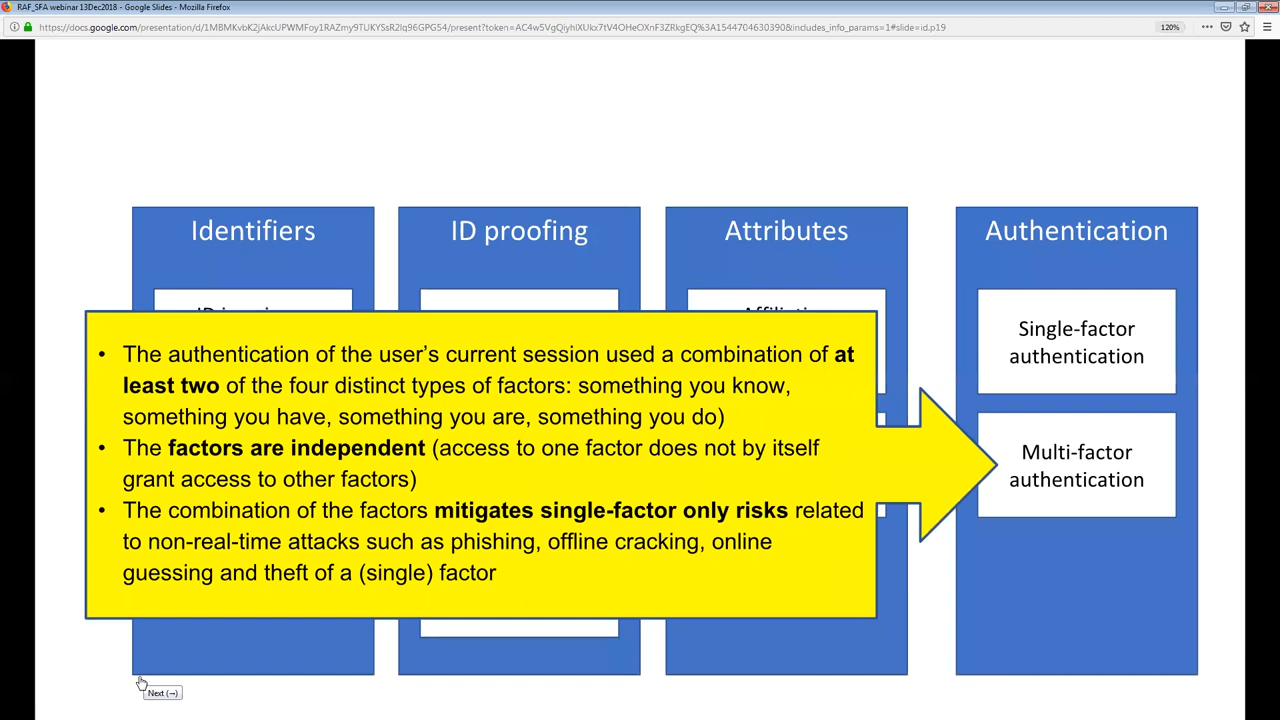 RAF_SFA webinar 13Dec2018 - Google Slides - Mozilla Firefox
120%
Identifiers
ID proofing
Attributes
Authentication
Single-factor
authentication
• The authentication of the user’s current session used a combination of at
least two of the four distinct types of factors: something you know,
something you have, something you are, something you do)
• The factors are independent (access to one factor does not by itself
grant access to other factors)
• The combination of the factors mitigates single-factor only risks related
to non-real-time attacks such as phishing, offline cracking, online
guessing and theft of a (single) factor
Multi-factor
authentication
Next (→)